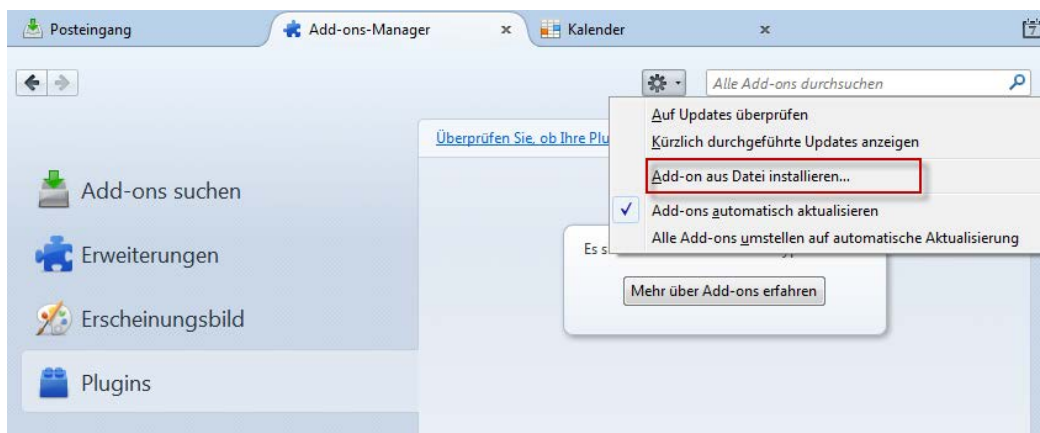 Posteingang
Add-ons-Manager
Kalender
7
Alle Add-ons durchsuchen
Auf Updates überprüfen
Kürzlich durchgeführte Updates anzeigen
Add-on aus Datei installieren...
Add-ons automatisch aktualisieren
Alle Add-ons umstellen auf automatische Aktualisierung
Überprüfen Sie, ob Ihre
Add-ons suchen
Erweiterungen
Erscheinungsbild
Plugins
Es
Mehr über Add-ons erfahren